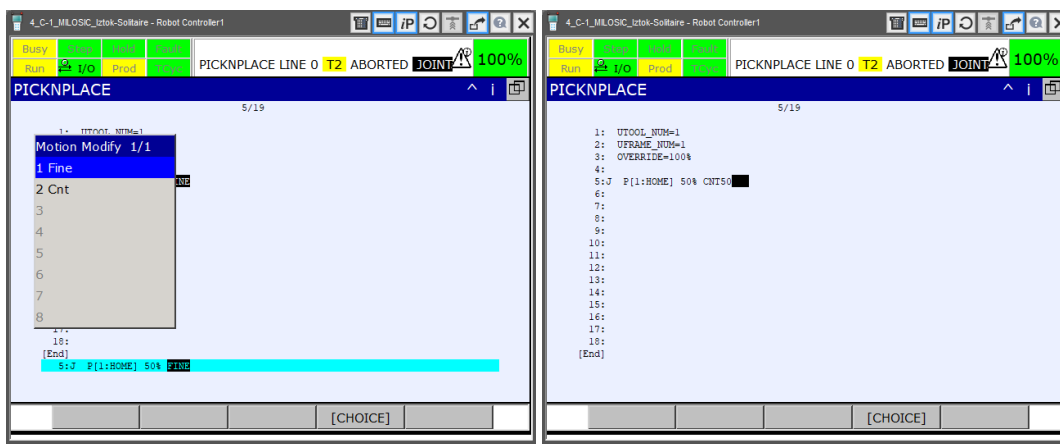 4_C-1_MILOSIC_Iztok-Solitaire - Robot Controller1
iP
Busy Step Hold Fault
Run I/O Prod TCyc
PICKNPLACE LINE 0 T2 ABORTED JOINT 100%
PICKNPLACE
i
5/19
1: UTOOL_NUM=1
Motion Modify 1/1
1 Fine
2 Cnt
3
4
5
6
7
8
17:
18:
[End]
5:J P[1:HOME] 50% FINE
[CHOICE]
4_C-1_MILOSIC_Iztok-Solitaire - Robot Controller1
iP
Busy Step Hold Fault
Run I/O Prod TCyc
PICKNPLACE LINE 0 T2 ABORTED JOINT 100%
PICKNPLACE
i
5/19
1: UTOOL_NUM=1
2: UFRAME_NUM=1
3: OVERRIDE=100%
4:
5:J P[1:HOME] 50% CNT50
6:
7:
8:
9:
10:
11:
12:
13:
14:
15:
16:
17:
18:
[End]
[CHOICE]